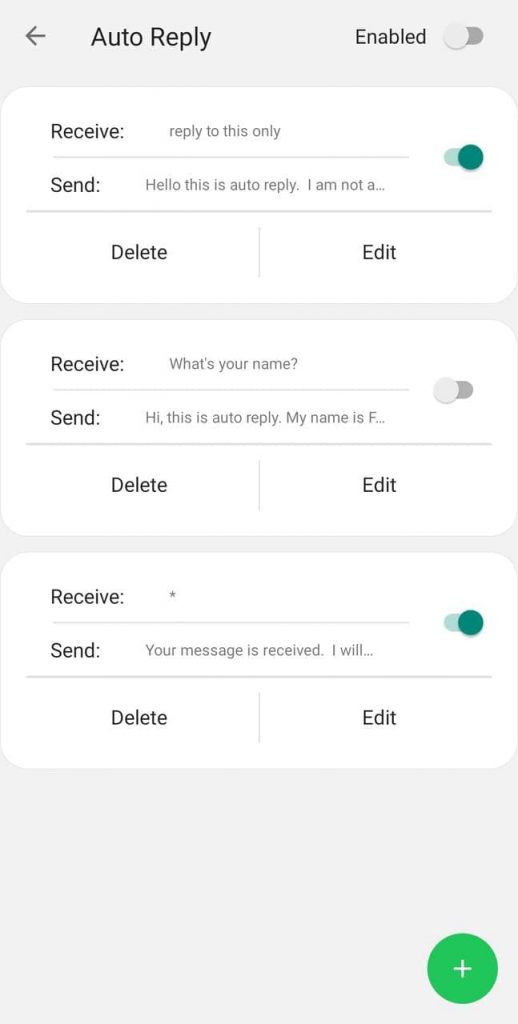 Auto Reply Enabled
Receive: reply to this only
Send: Hello this is auto reply.  I am not a...
Delete Edit
Receive: What's your name?
Send: Hi, this is auto reply. My name is F...
Delete Edit
Receive: *
Send: Your message is received.  I will...
Delete Edit
+